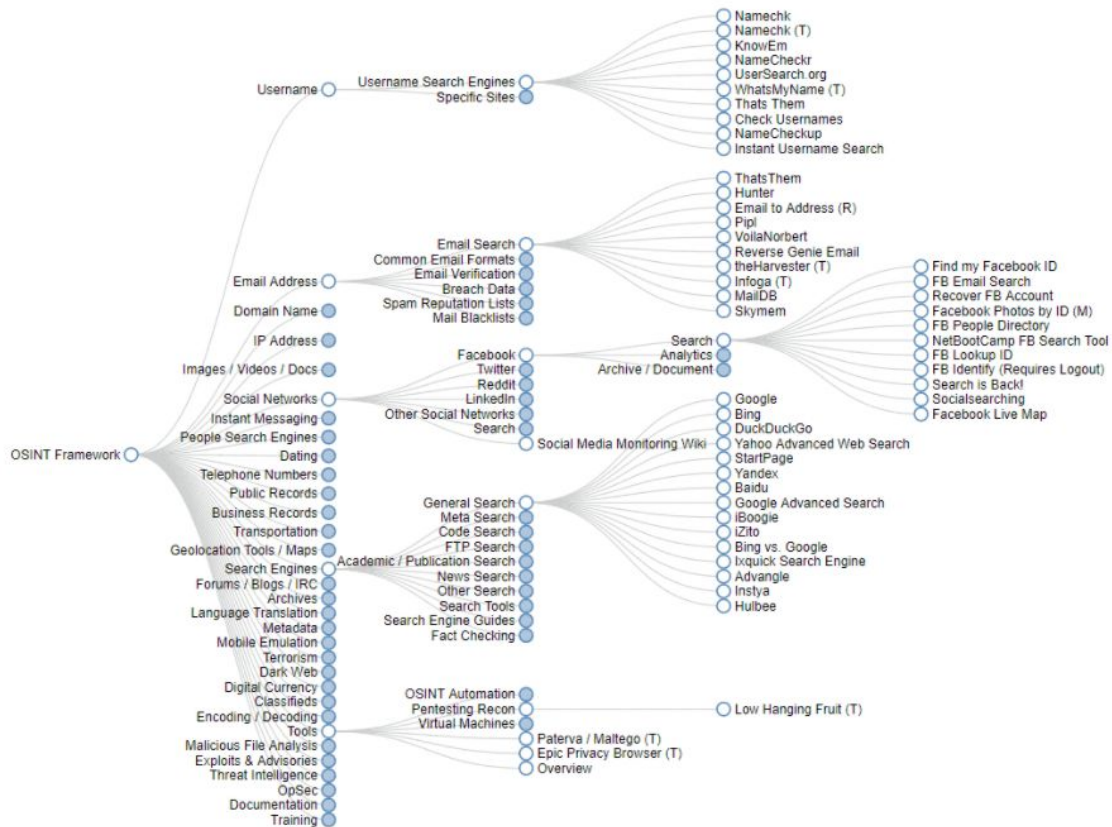 OSINT Framework
Username
Username Search Engines
Namechk
Namechk (T)
KnowEm
NameCheckr
UserSearch.org
WhatsMyName (T)
Thats Them
Check Usernames
NameCheckup
Instant Username Search
Specific Sites
Email Address
Email Search
ThatsThem
Hunter
Email to Address (R)
Pipl
VoilaNorbert
Reverse Genie Email
theHarvester (T)
Infoga (T)
MailDB
Skymem
Common Email Formats
Email Verification
Breach Data
Spam Reputation Lists
Mail Blacklists
Domain Name
IP Address
Images / Videos / Docs
Social Networks
Facebook
Search
Find my Facebook ID
FB Email Search
Recover FB Account
Facebook Photos by ID (M)
FB People Directory
NetBootCamp FB Search Tool
FB Lookup ID
FB Identify (Requires Logout)
Search is Back!
Socialsearching
Facebook Live Map
Analytics
Archive / Document
Twitter
Reddit
LinkedIn
Other Social Networks
Search
Social Media Monitoring Wiki
Instant Messaging
People Search Engines
Dating
Telephone Numbers
Public Records
Business Records
Transportation
Geolocation Tools / Maps
Search Engines
General Search
Google
Bing
DuckDuckGo
Yahoo Advanced Web Search
StartPage
Yandex
Baidu
Google Advanced Search
iBoogie
iZito
Bing vs. Google
Ixquick Search Engine
Advangle
Instya
Hulbee
Meta Search
Code Search
FTP Search
Academic / Publication Search
News Search
Other Search
Search Tools
Search Engine Guides
Fact Checking
Forums / Blogs / IRC
Archives
Language Translation
Metadata
Mobile Emulation
Terrorism
Dark Web
Digital Currency
Classifieds
Encoding / Decoding
Tools
OSINT Automation
Pentesting Recon
Low Hanging Fruit (T)
Virtual Machines
Paterva / Maltego (T)
Epic Privacy Browser (T)
Overview
Malicious File Analysis
Exploits & Advisories
Threat Intelligence
OpSec
Documentation
Training